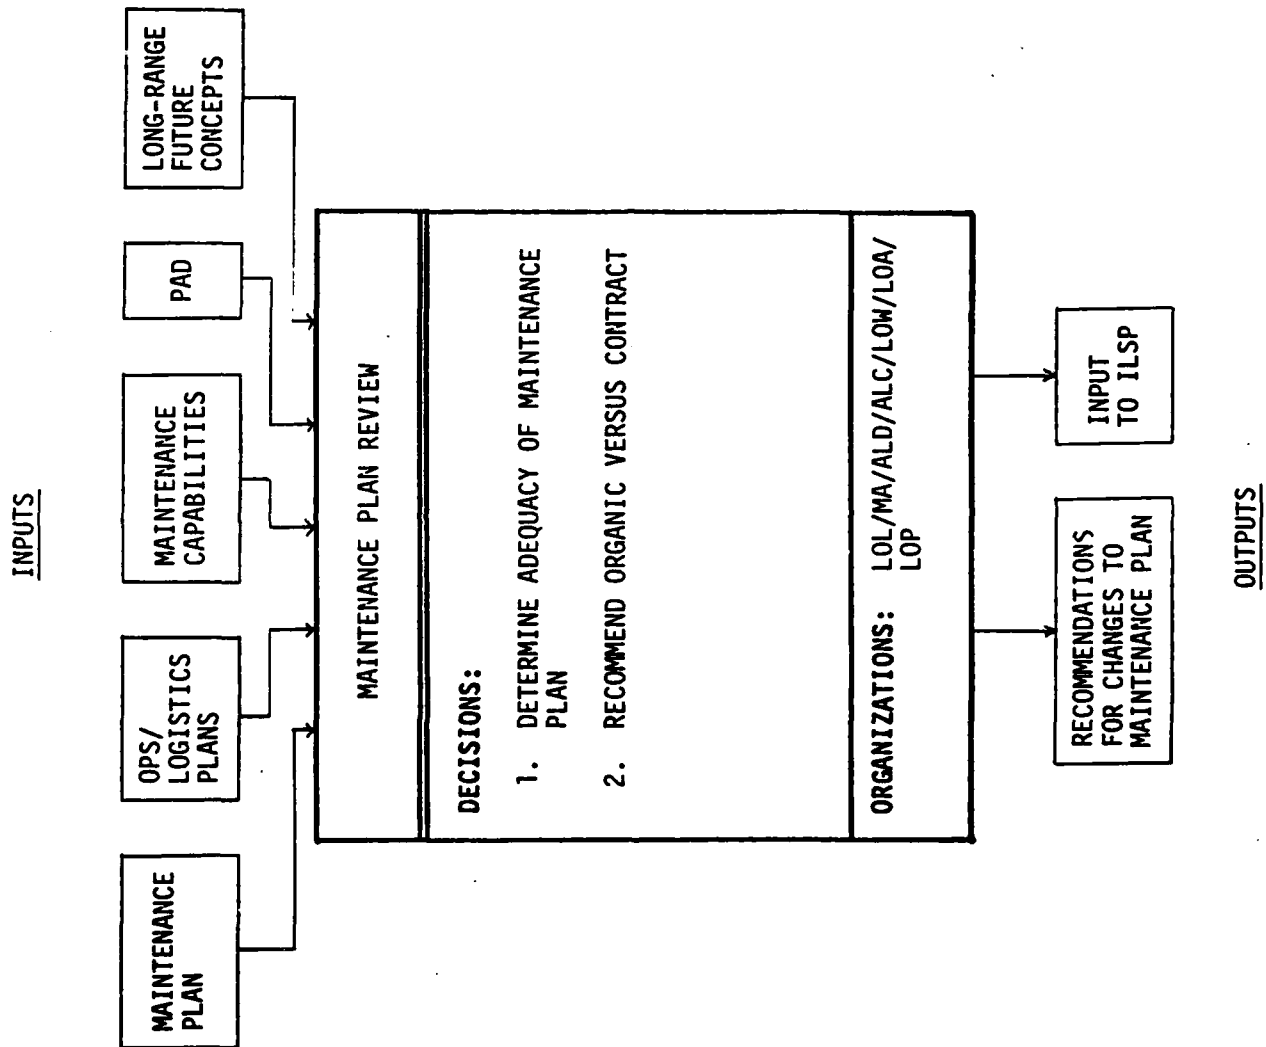 INPUTS
MAINTENANCE
PLAN
OPS/
LOGISTICS
PLANS
MAINTENANCE
CAPABILITIES
PAD
LONG-RANGE
FUTURE
CONCEPTS
MAINTENANCE PLAN REVIEW
DECISIONS:
1. DETERMINE ADEQUACY OF MAINTENANCE
PLAN
2. RECOMMEND ORGANIC VERSUS CONTRACT
ORGANIZATIONS: LOL/MA/ALD/ALC/LOW/LOA/
LOP
RECOMMENDATIONS
FOR CHANGES TO
MAINTENANCE PLAN
INPUT
TO ILSP
OUTPUTS